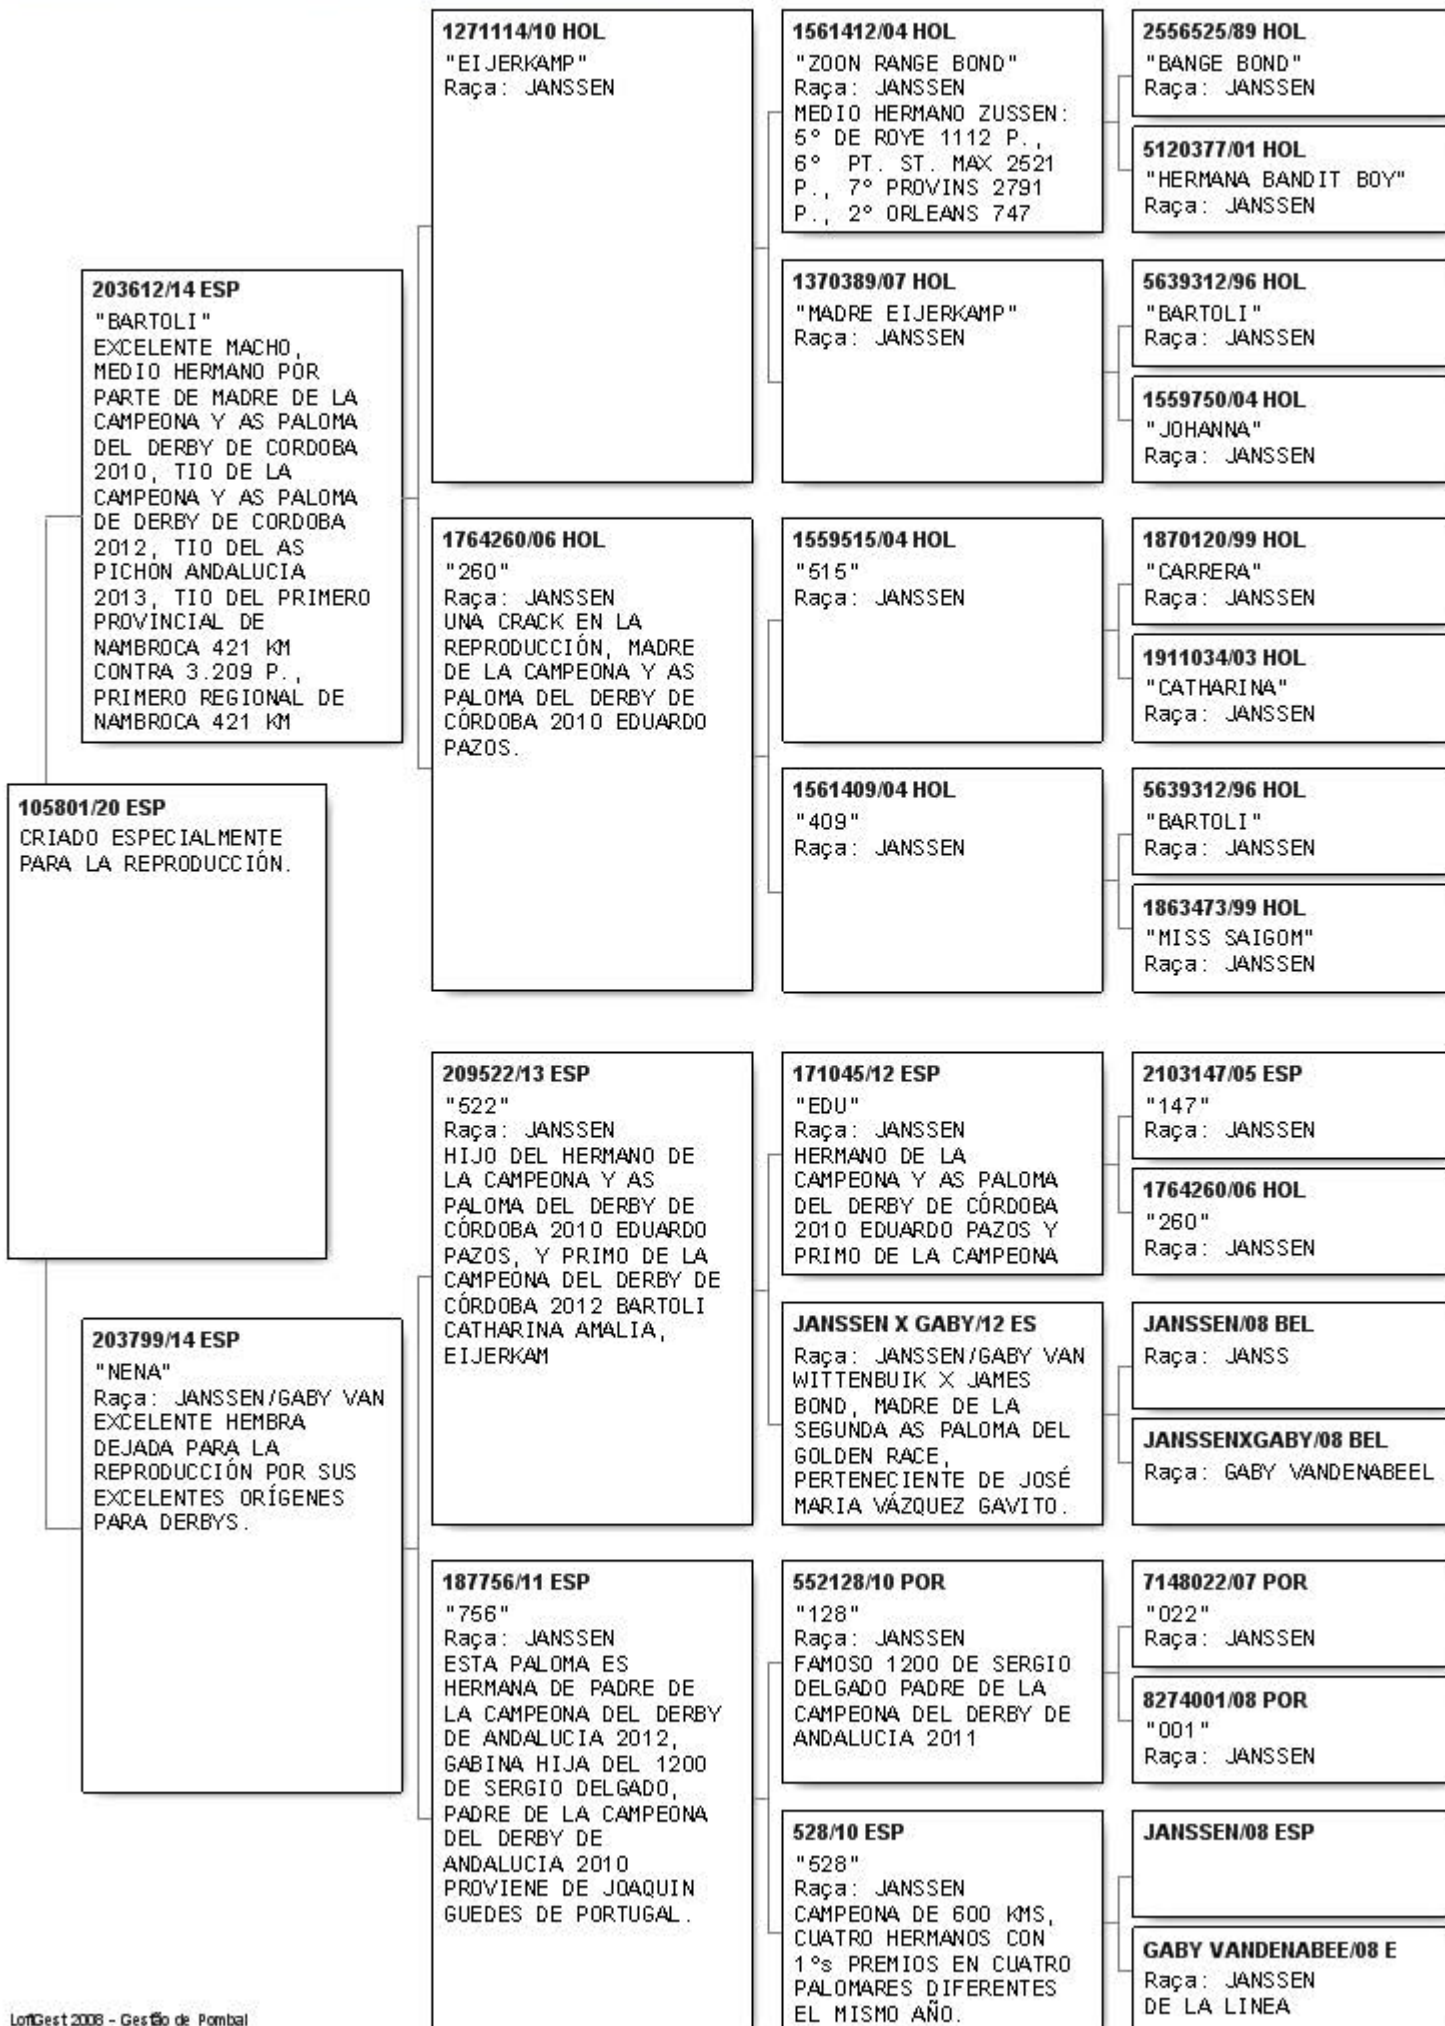 105801/20 ESP
CRIADO ESPECIALMENTE
PARA LA REPRODUCCIÓN.
203612/14 ESP
"BARTOLI"
EXCELENTE MACHO,
MEDIO HERMANO POR
PARTE DE MADRE DE LA
CAMPEONA Y AS PALOMA
DEL DERBY DE CORDOBA
2010, TIO DE LA
CAMPEONA Y AS PALOMA
DE DERBY DE CORDOBA
2012, TIO DEL AS
PICHON ANDALUCIA
2013, TIO DEL PRIMERO
PROVINCIAL DE
NAMBROCA 421 KM
CONTRA 3.209 P.,
PRIMERO REGIONAL DE
NAMBROCA 421 KM
203799/14 ESP
"NENA"
Raça: JANSSEN/GABY VAN
EXCELENTE HEMBRA
DEJADA PARA LA
REPRODUCCIÓN POR SUS
EXCELENTES ORÍGENES
PARA DERBYS.
1271114/10 HOL
"EIJERKAMP"
Raça: JANSSEN
1764260/06 HOL
"260"
Raça: JANSSEN
UNA CRACK EN LA
REPRODUCCIÓN, MADRE
DE LA CAMPEONA Y AS
PALOMA DEL DERBY DE
CÓRDOBA 2010 EDUARDO
PAZOS.
209522/13 ESP
"522"
Raça: JANSSEN
HIJO DEL HERMANO DE
LA CAMPEONA Y AS
PALOMA DEL DERBY DE
CÓRDOBA 2010 EDUARDO
PAZOS, Y PRIMO DE LA
CAMPEONA DEL DERBY DE
CÓRDOBA 2012 BARTOLI
CATHARINA AMALIA,
EIJERKAM
187756/11 ESP
"756"
Raça: JANSSEN
ESTA PALOMA ES
HERMANA DE PADRE DE
LA CAMPEONA DEL DERBY
DE ANDALUCIA 2012,
GABINA HIJA DEL 1200
DE SERGIO DELGADO,
PADRE DE LA CAMPEONA
DEL DERBY DE
ANDALUCIA 2010
PROVIENE DE JOAQUIN
GUEDES DE PORTUGAL.
1561412/04 HOL
"ZOON RANGE BOND"
Raça: JANSSEN
MEDIO HERMANO ZUSSEN:
5º DE ROYE 1112 P.,
6º PT. ST. MAX 2521
P., 7º PROVINS 2791
P., 2º ORLEANS 747
1370389/07 HOL
"MADRE EIJERKAMP"
Raça: JANSSEN
1559515/04 HOL
"515"
Raça: JANSSEN
1561409/04 HOL
"409"
Raça: JANSSEN
171045/12 ESP
"EDU"
Raça: JANSSEN
HERMANO DE LA
CAMPEONA Y AS PALOMA
DEL DERBY DE CÓRDOBA
2010 EDUARDO PAZOS Y
PRIMO DE LA CAMPEONA
JANSSEN X GABY/12 ES
Raça: JANSSEN/GABY VAN
WITTENBUIK X JAMES
BOND, MADRE DE LA
SEGUNDA AS PALOMA DEL
GOLDEN RACE,
PERTENECIENTE DE JOSÉ
MARIA VÁZQUEZ GAVITO.
552128/10 POR
"128"
Raça: JANSSEN
FAMOSO 1200 DE SERGIO
DELGADO PADRE DE LA
CAMPEONA DEL DERBY DE
ANDALUCIA 2011
528/10 ESP
"528"
Raça: JANSSEN
CAMPEONA DE 600 KMS,
CUATRO HERMANOS CON
1ºs PREMIOS EN CUATRO
PALOMARES DIFERENTES
EL MISMO AÑO.
2556525/89 HOL
"BANGE BOND"
Raça: JANSSEN
5120377/01 HOL
"HERMANA BANDIT BOY"
Raça: JANSSEN
5639312/96 HOL
"BARTOLI"
Raça: JANSSEN
1559750/04 HOL
"JOHANNA"
Raça: JANSSEN
1870120/99 HOL
"CARRERA"
Raça: JANSSEN
1911034/03 HOL
"CATHARINA"
Raça: JANSSEN
5639312/96 HOL
"BARTOLI"
Raça: JANSSEN
1863473/99 HOL
"MISS SAIGOM"
Raça: JANSSEN
2103147/05 ESP
"147"
Raça: JANSSEN
1764260/06 HOL
"260"
Raça: JANSSEN
JANSSEN/08 BEL
Raça: JANSS
JANSSENXGABY/08 BEL
Raça: GABY VANDENABEEL
7148022/07 POR
"022"
Raça: JANSSEN
8274001/08 POR
"001"
Raça: JANSSEN
JANSSEN/08 ESP
GABY VANDENABEE/08 E
Raça: JANSSEN
DE LA LINEA
LoftGest 2008 - Gestão de Pombal